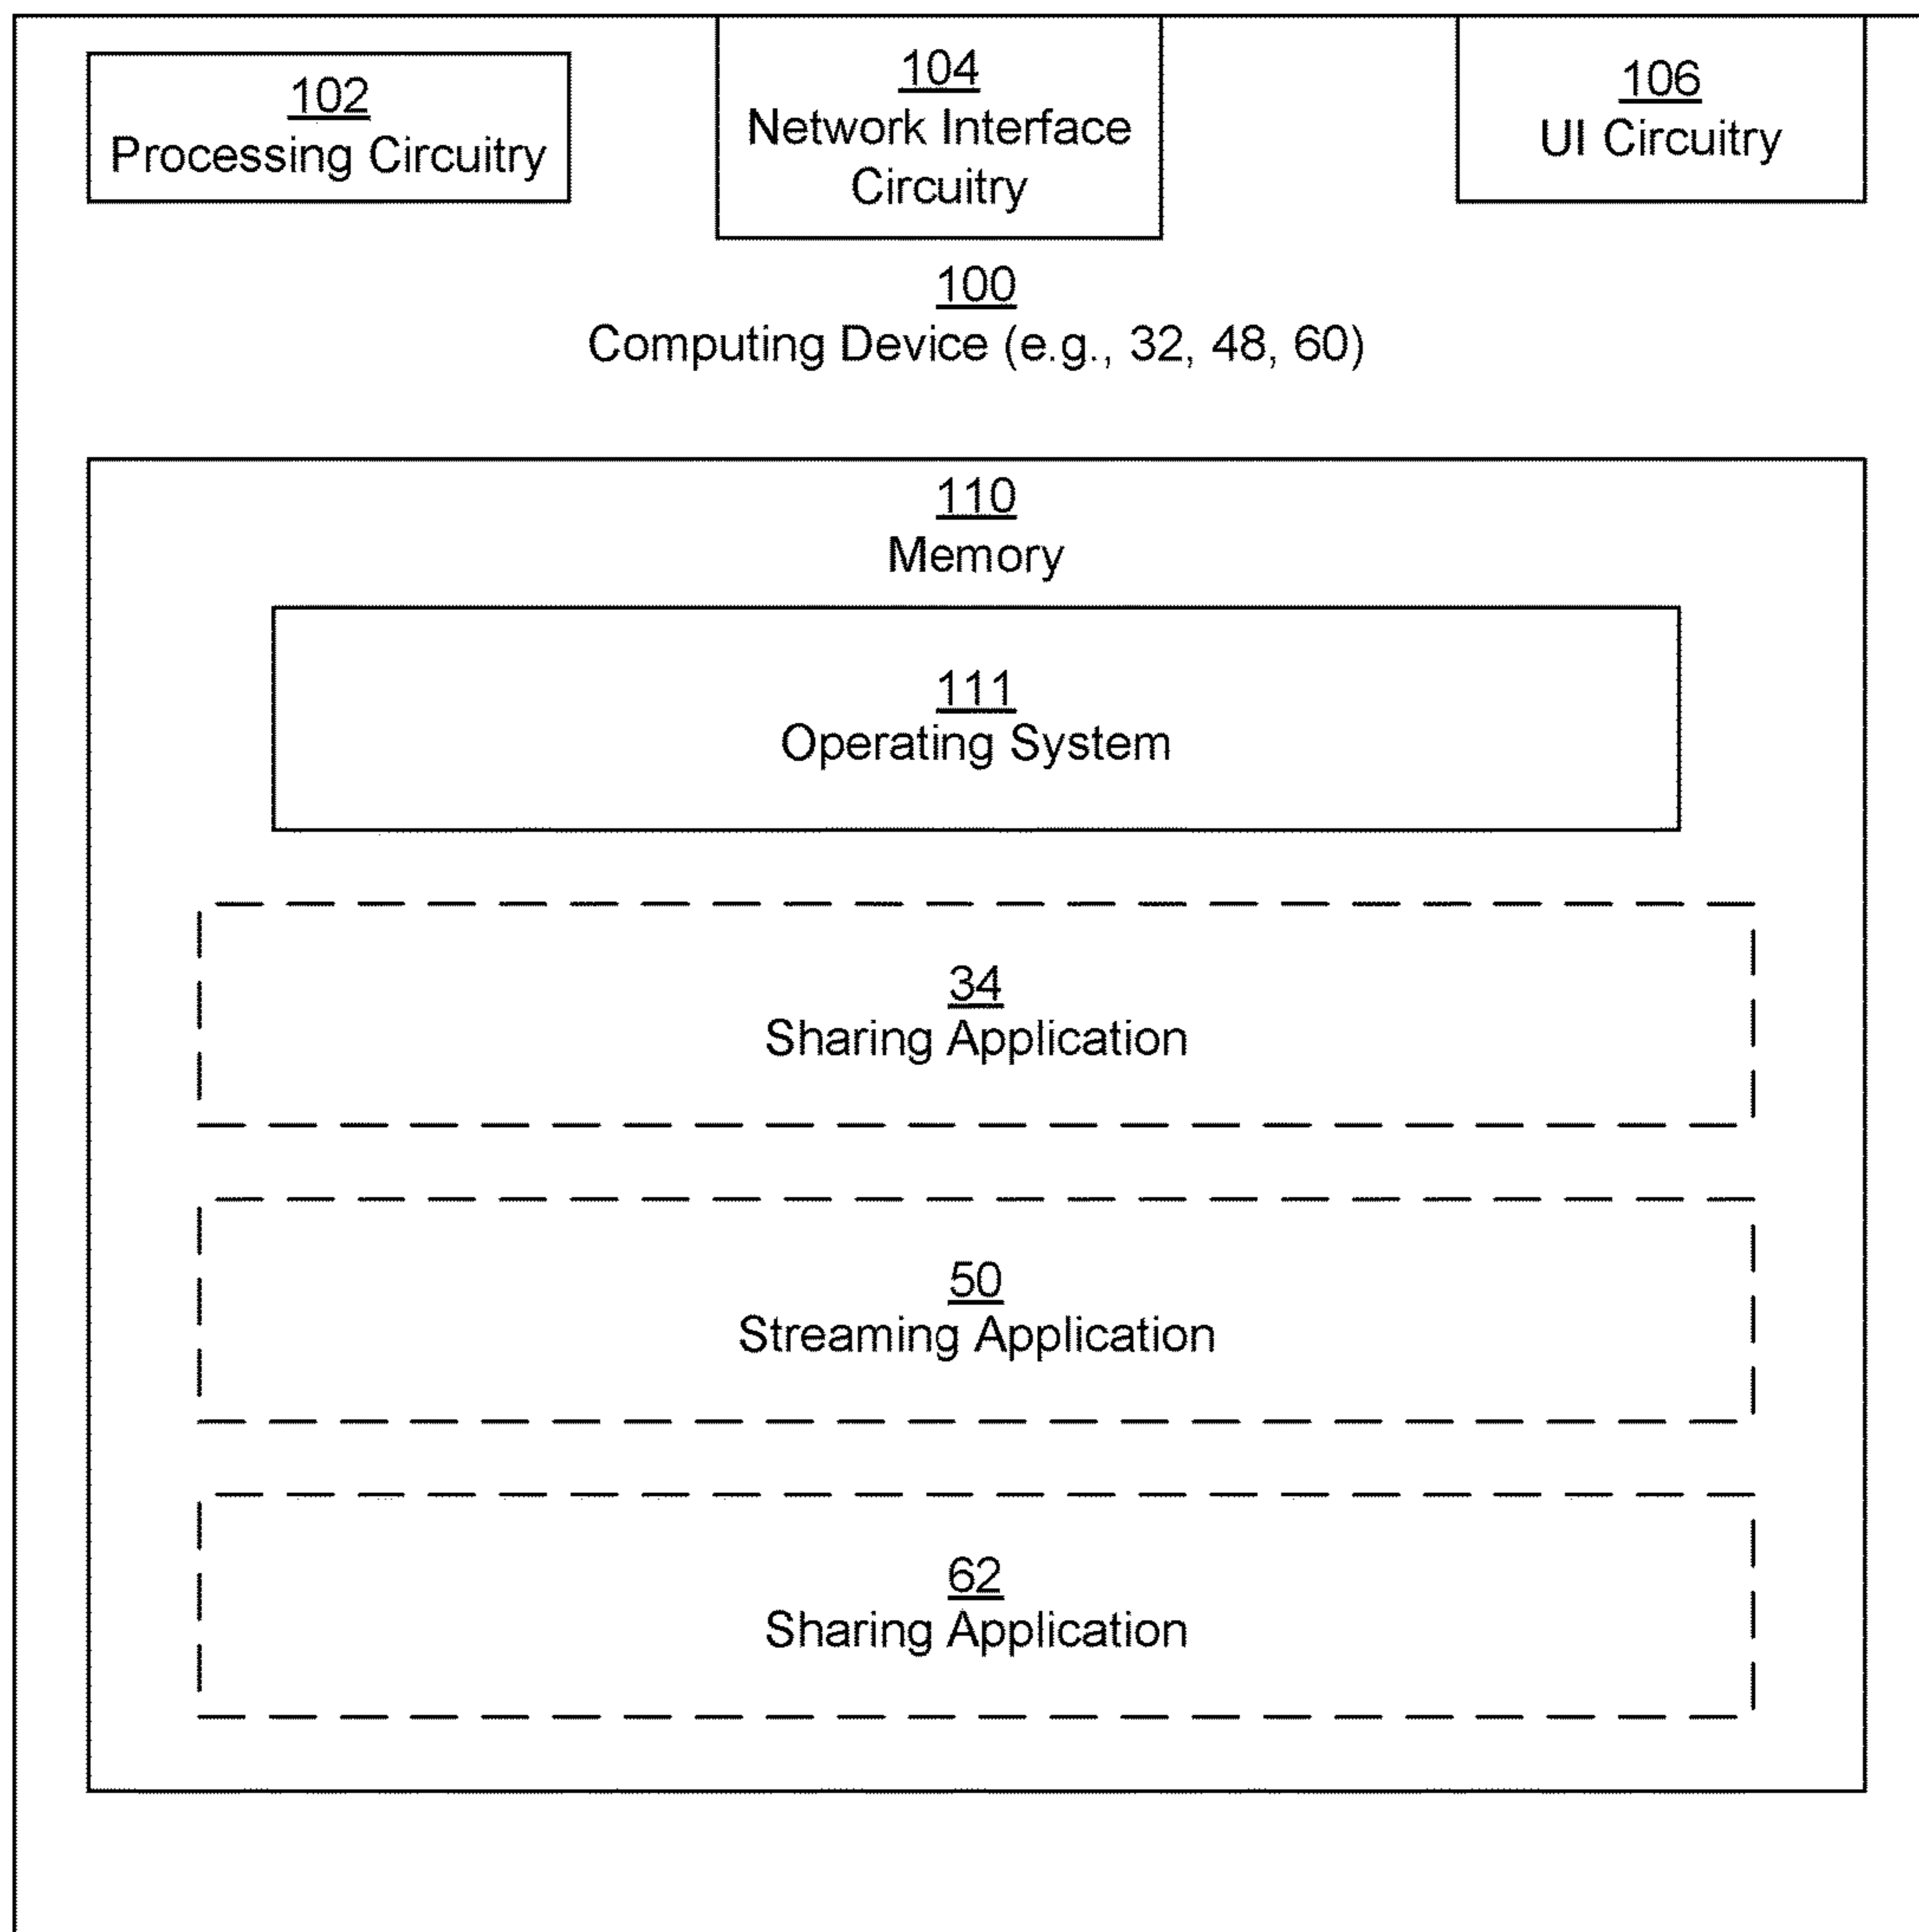 102
Processing Circuitry
104
Network Interface
Circuitry
106
UI Circuitry
100
Computing Device (e.g., 32, 48, 60)
110
Memory
111
Operating System
34
Sharing Application
50
Streaming Application
62
Sharing Application